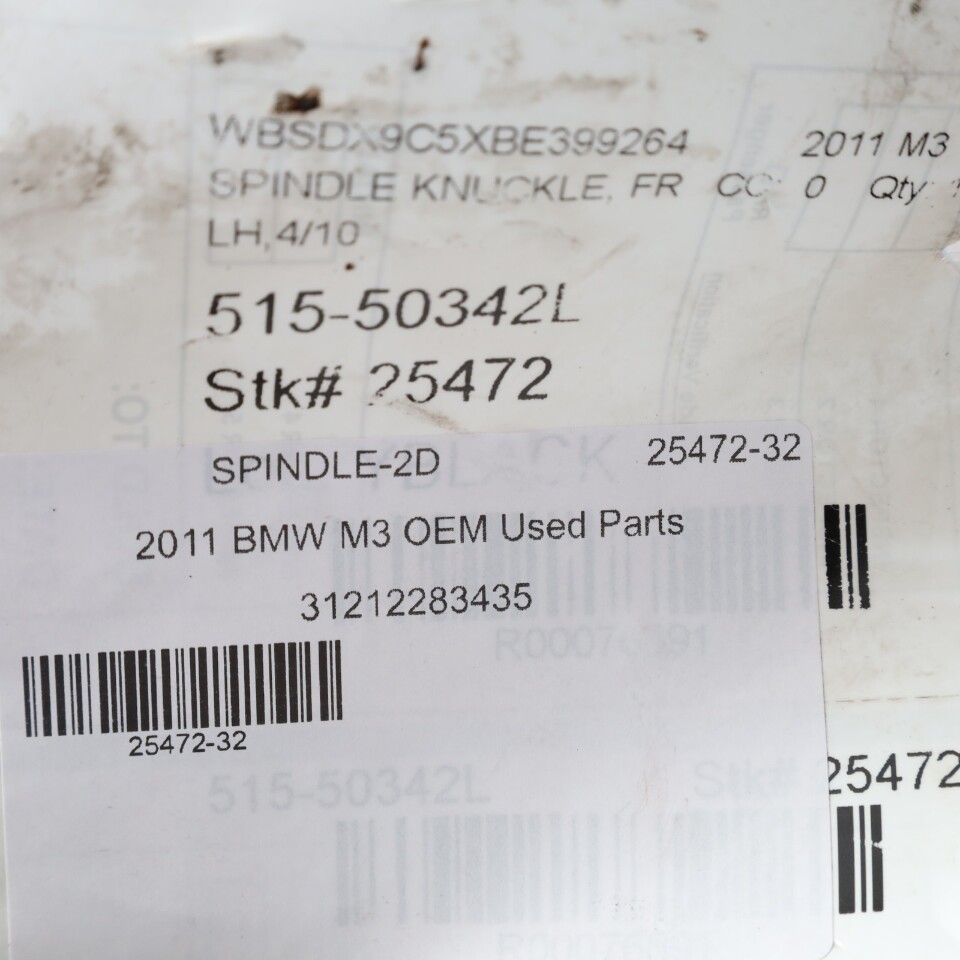 WBSDX9C5XBE399264 2011 M3
SPINDLE KNUCKLE, FR CC: 0 Qty:
LH,4/10
515-50342L
Stk# 25472
SPINDLE-2D 25472-32
2011 BMW M3 OEM Used Parts
31212283435
25472-32
515-50342L Stk# 25472